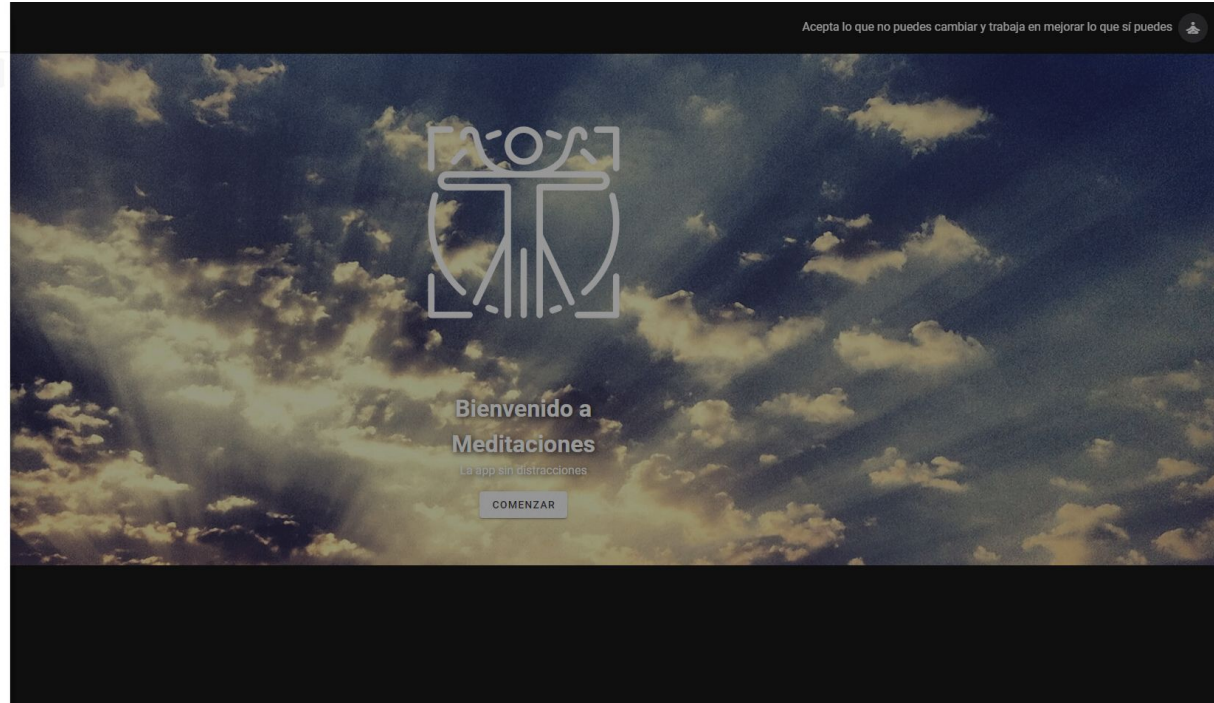 Acepta lo que no puedes cambiar y trabaja en mejorar lo que sí puedes
Bienvenido a
Meditaciones
La app sin distracciones
COMENZAR